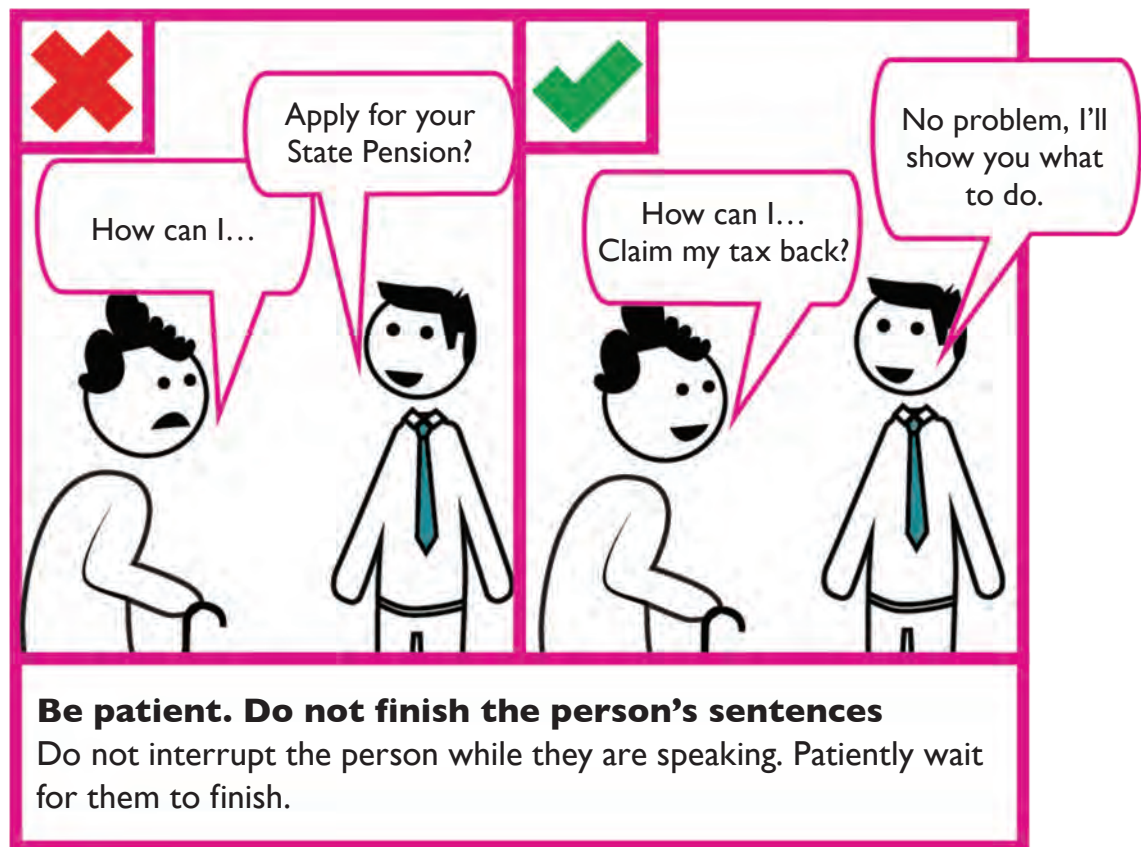 How can I…
Apply for your
State Pension?
How can I…
Claim my tax back?
No problem, I’ll
show you what
to do.
Be patient. Do not finish the person’s sentences
Do not interrupt the person while they are speaking. Patiently wait
for them to finish.